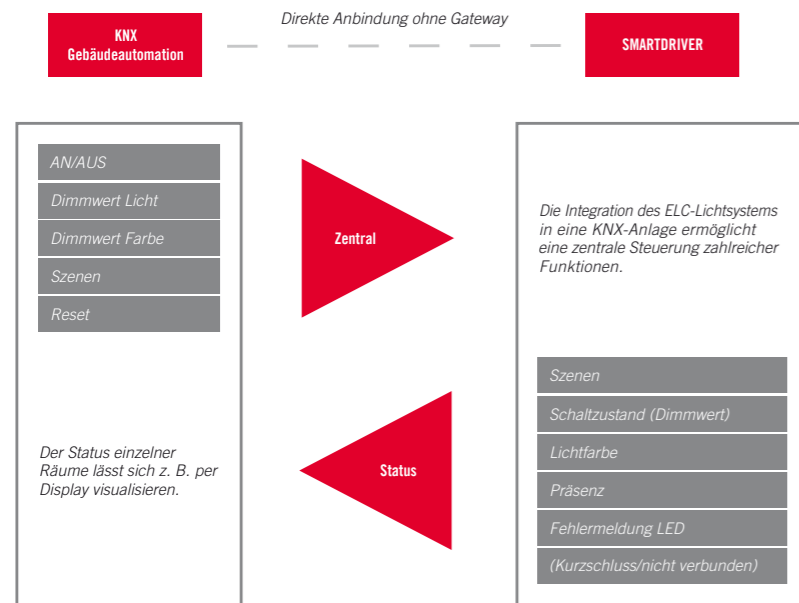 Direkte Anbindung ohne Gateway
KNX
Gebäudeautomation
SMARTDRIVER
AN/AUS
Dimmwert Licht
Dimmwert Farbe
Szenen
Reset
Zentral
Die Integration des ELC-Lichtsystems
in eine KNX-Anlage ermöglicht
eine zentrale Steuerung zahlreicher
Funktionen.
Der Status einzelner
Räume lässt sich z. B. per
Display visualisieren.
Status
Szenen
Schaltzustand (Dimmwert)
Lichtfarbe
Präsenz
Fehlermeldung LED
(Kurzschluss/nicht verbunden)